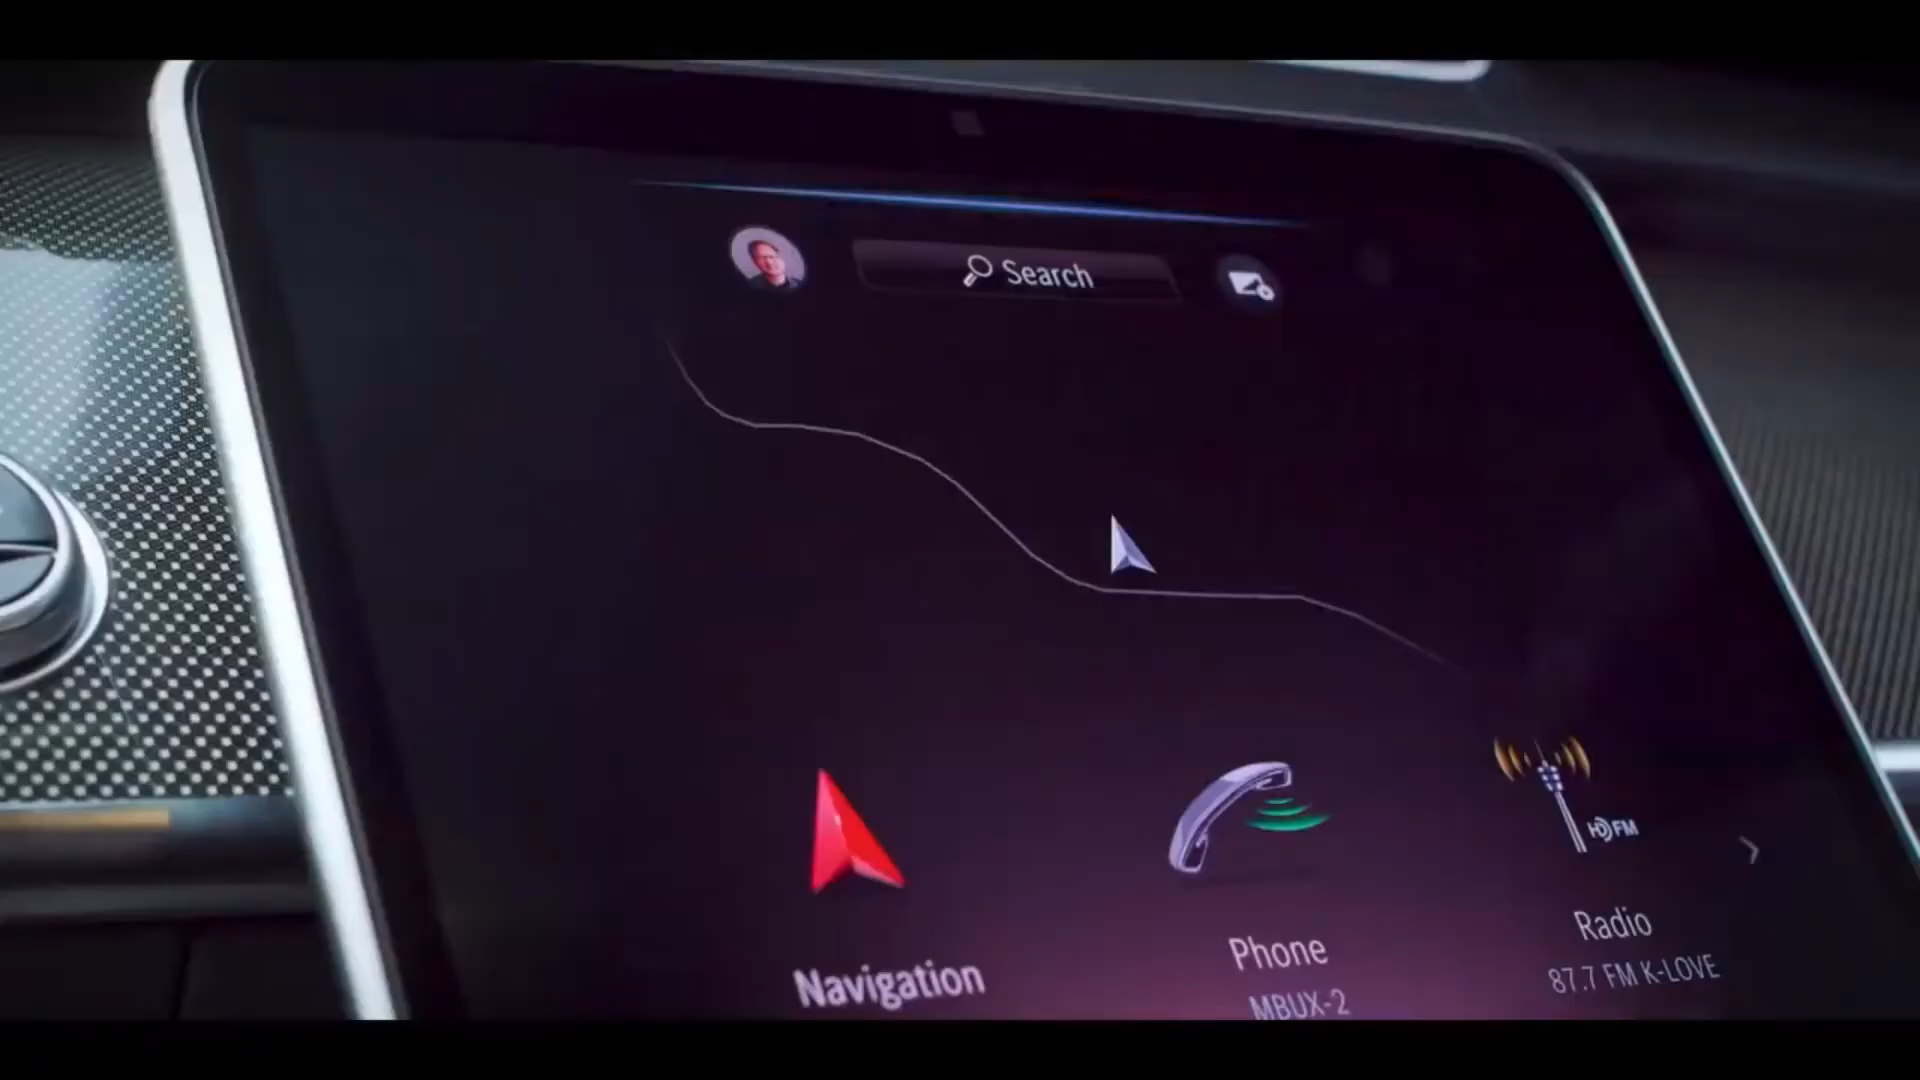 Search
HD FM
Navigation
Phone
MBUX-2
Radio
87.7 FM K-LOVE